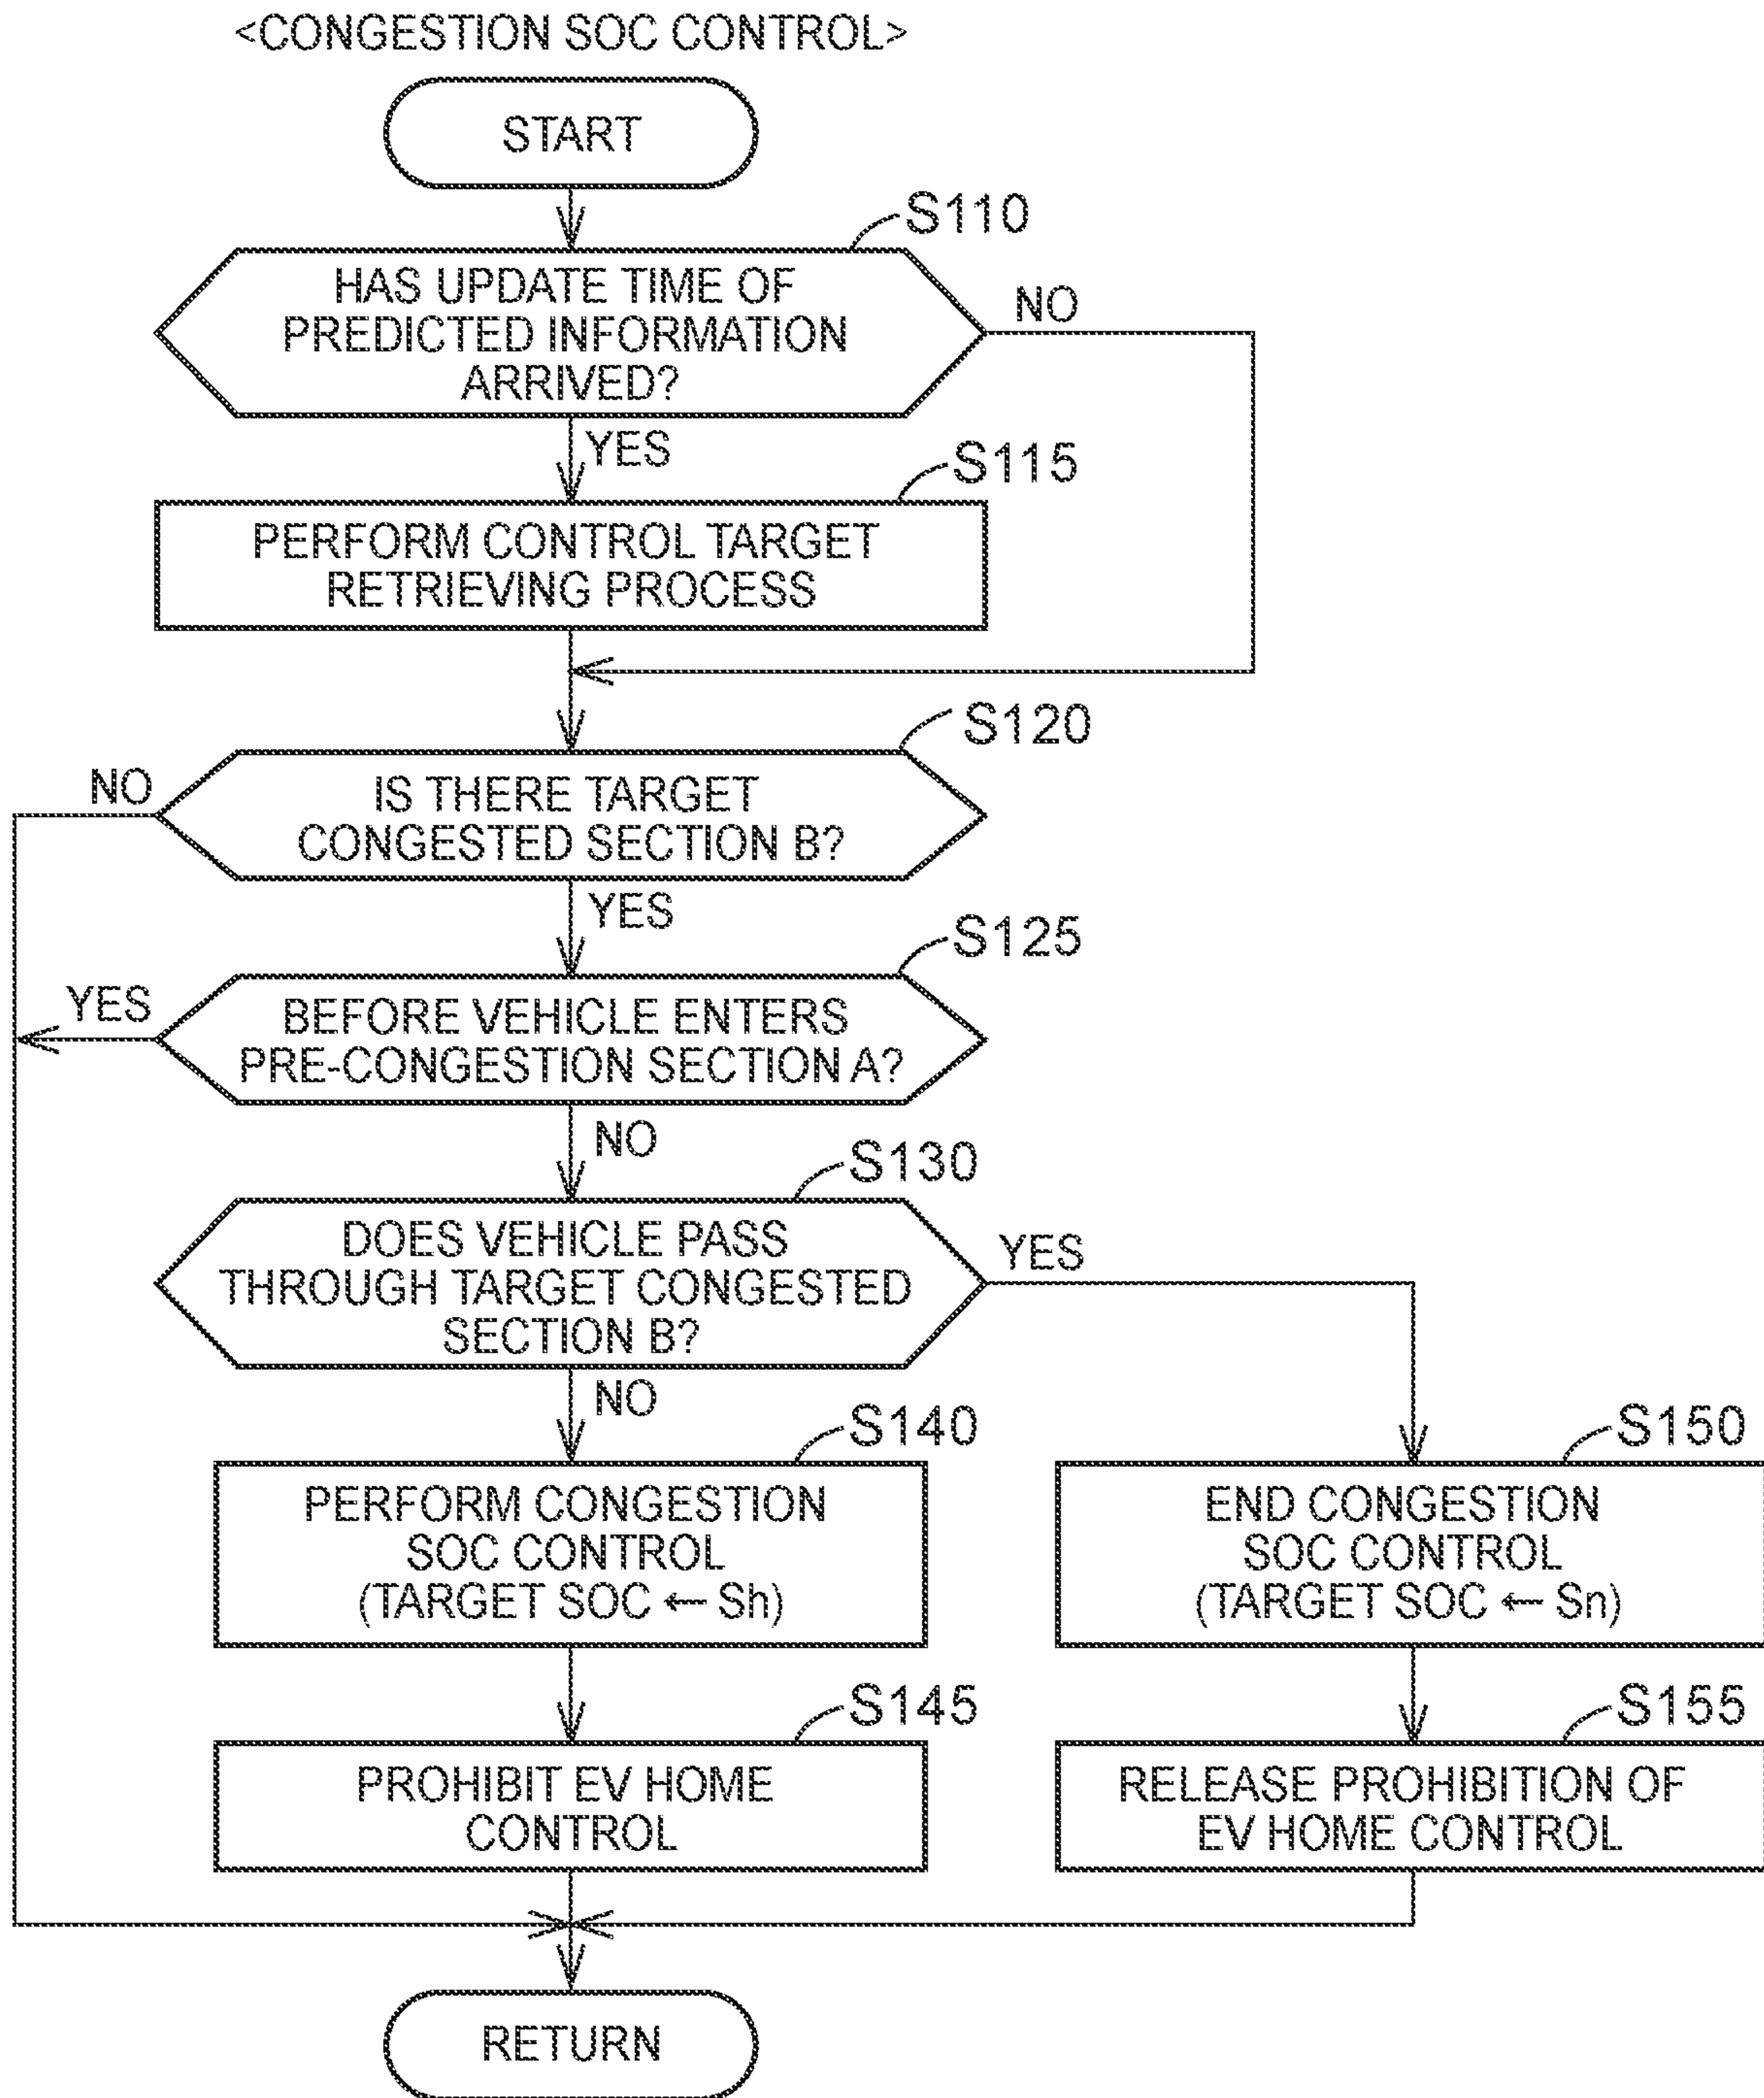 <CONGESTION SOC CONTROL>
START
S110
HAS UPDATE TIME OF
PREDICTED INFORMATION
ARRIVED?
NO
YES
S115
PERFORM CONTROL TARGET
RETRIEVING PROCESS
S120
NO
IS THERE TARGET
CONGESTED SECTION B?
YES
S125
YES
BEFORE VEHICLE ENTERS
PRE-CONGESTION SECTION A?
NO
S130
DOES VEHICLE PASS
THROUGH TARGET CONGESTED
SECTION B?
YES
NO
S140
PERFORM CONGESTION
SOC CONTROL
(TARGET SOC ← Sh)
S150
END CONGESTION
SOC CONTROL
(TARGET SOC ← Sn)
S145
PROHIBIT EV HOME
CONTROL
S155
RELEASE PROHIBITION OF
EV HOME CONTROL
RETURN